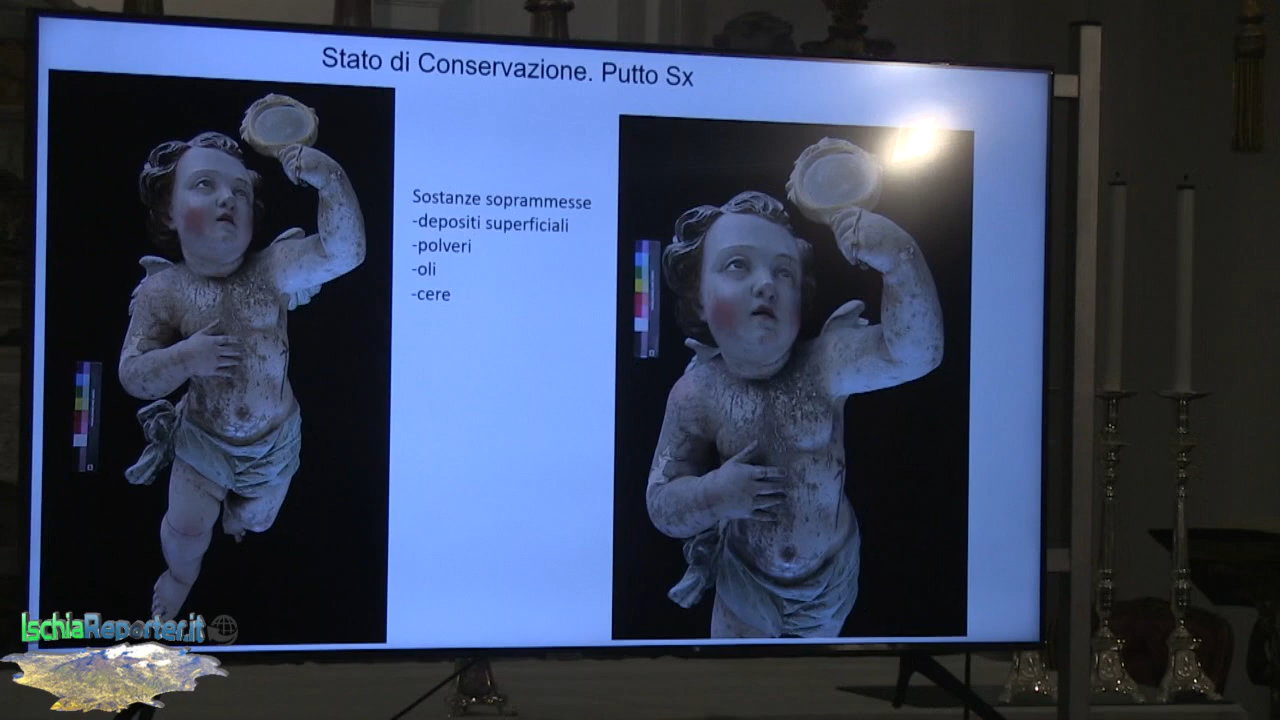 Stato di Conservazione. Putto Sx
Sostanze soprammesse
-depositi superficiali
-polveri
-oli
-cere
IschiaReporter.it